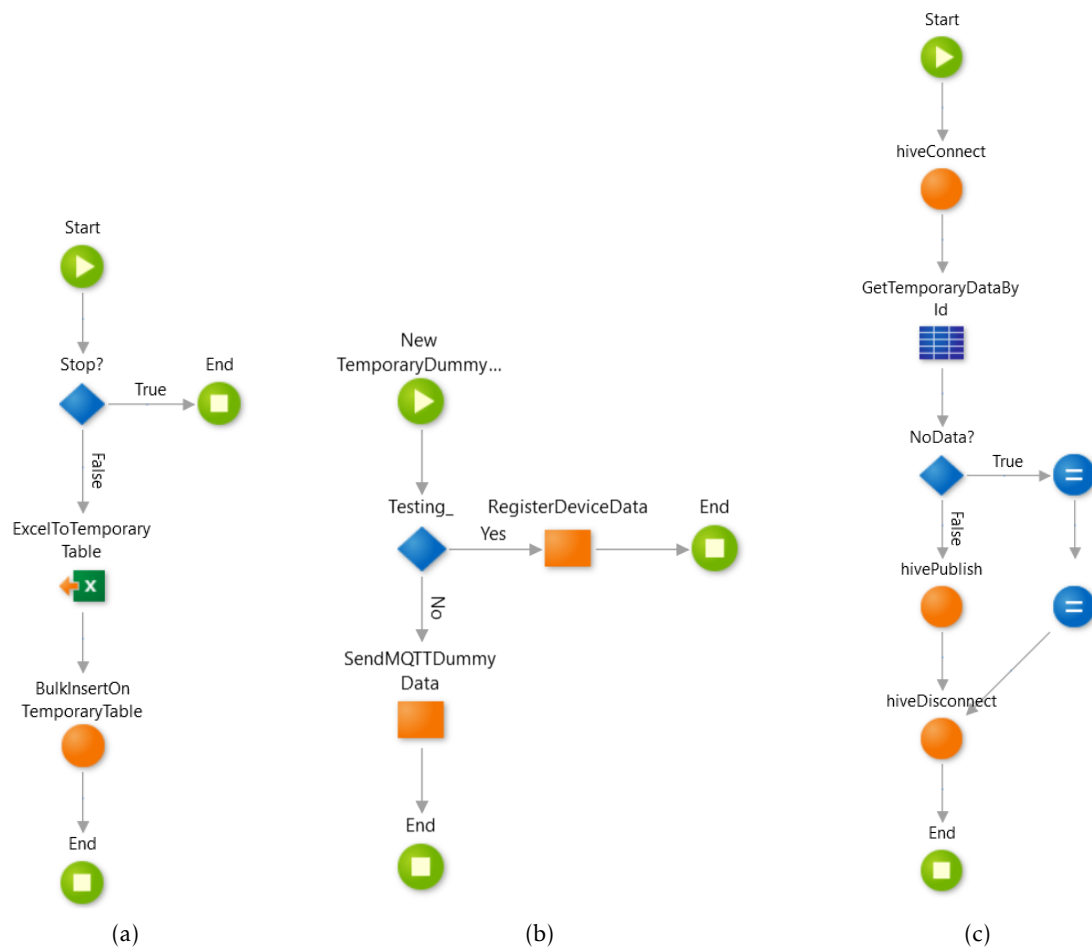 Start
Stop?
True
End
False
ExcelToTemporary
Table
X
BulkInsertOn
TemporaryTable
End
(a)
New
TemporaryDummy...
Testing_
Yes
RegisterDeviceData
End
No
SendMQTTDummy
Data
End
(b)
Start
hiveConnect
GetTemporaryDataBy
Id
NoData?
True
=
False
hivePublish
=
hiveDisconnect
End
(c)